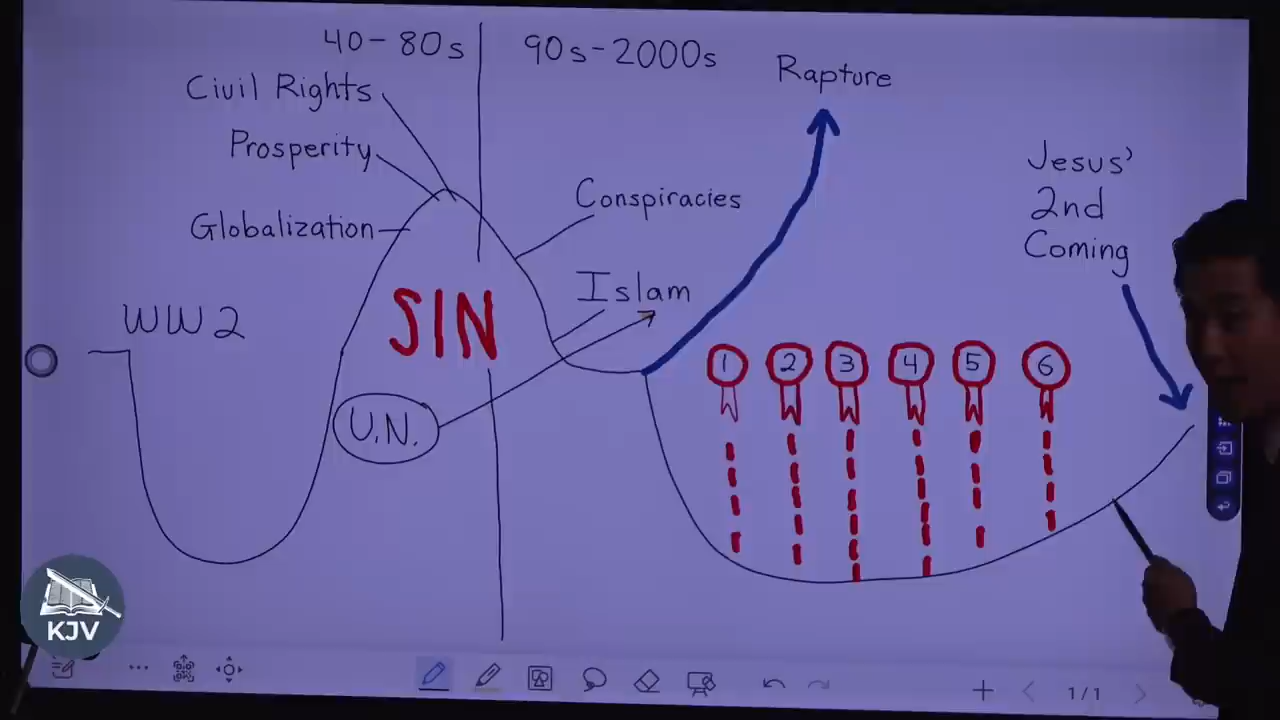 40-80s
90s-2000s
Rapture
Civil Rights
Prosperity
Globalization
Conspiracies
Jesus'
2nd
Coming
Islam
WW2
SIN
U.N.
1
2
3
4
5
6
KJV
1/1